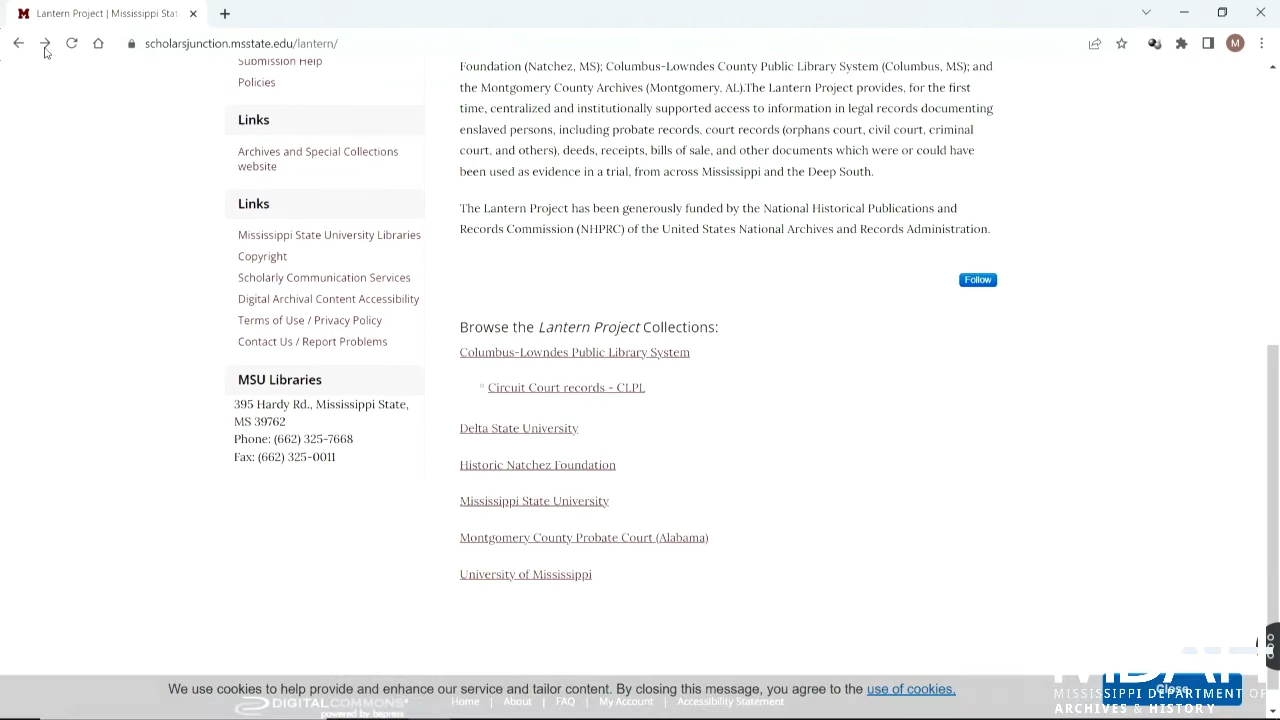 Lantern Project | Mississippi Stat
scholarsjunction.msstate.edu/lantern/
M
Submission Help
Policies
Links
Archives and Special Collections
website
Links
Mississippi State University Libraries
Copyright
Scholarly Communication Services
Digital Archival Content Accessibility
Terms of Use / Privacy Policy
Contact Us / Report Problems
MSU Libraries
395 Hardy Rd., Mississippi State,
MS 39762
Phone: (662) 325-7668
Fax: (662) 325-0011
Foundation (Natchez, MS); Columbus-Lowndes County Public Library System (Columbus, MS); and
the Montgomery County Archives (Montgomery. AL).The Lantern Project provides, for the first
time, centralized and institutionally supported access to information in legal records documenting
enslaved persons, including probate records, court records (orphans court, civil court, criminal
court, and others), deeds, receipts, bills of sale, and other documents which were or could have
been used as evidence in a trial, from across Mississippi and the Deep South.
The Lantern Project has been generously funded by the National Historical Publications and
Records Commission (NHPRC) of the United States National Archives and Records Administration.
Follow
Browse the Lantern Project Collections:
Columbus-Lowndes Public Library System
Circuit Court records - CLPL
Delta State University
Historic Natchez Foundation
Mississippi State University
Montgomery County Probate Court (Alabama)
University of Mississippi
We use cookies to help provide and enhance our service and tailor content. By closing this message, you agree to the use of cookies.
Close
DIGITALCOMMONS
powered by bepress
Home
About
FAQ
My Account
Accessibility Statement
MDAH
MISSISSIPPI DEPARTMENT OF
ARCHIVES & HISTORY